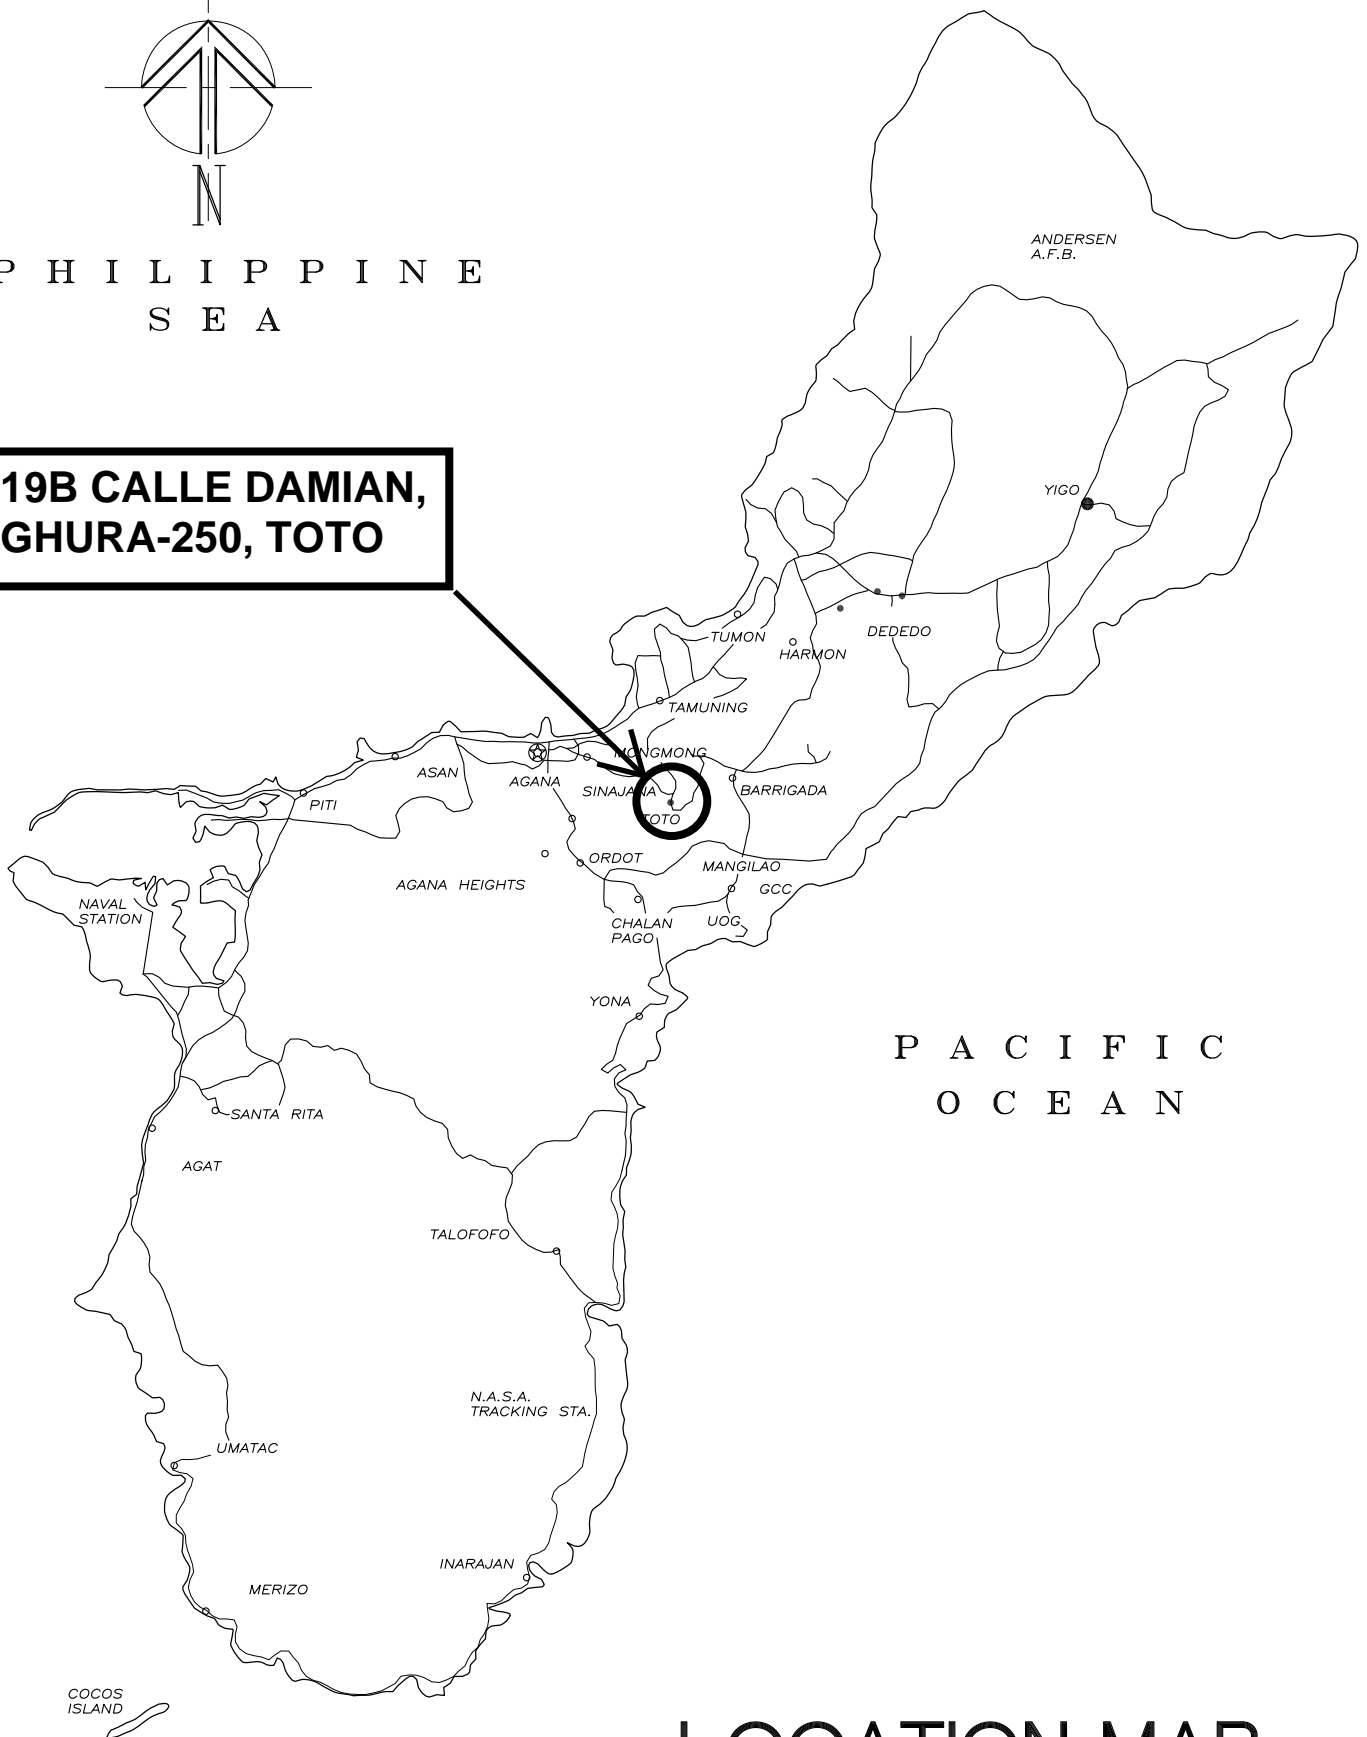 N
PHILIPPINE
SEA
ANDERSEN
A.F.B.
19B CALLE DAMIAN,
GHURA-250, TOTO
YIGO
TUMON
DEDEDO
HARMON
TAMUNING
MONGMONG
ASAN
AGANA
SINAJANA
BARRIGADA
PITI
TOTO
ORDOT
MANGILAO
AGANA HEIGHTS
GCC
NAVAL
STATION
CHALAN
PAGO
UOG
YONA
PACIFIC
OCEAN
SANTA RITA
AGAT
TALOFOFO
N.A.S.A.
TRACKING STA.
UMATAC
INARAJAN
MERIZO
COCOS
ISLAND
LOCATION MAP